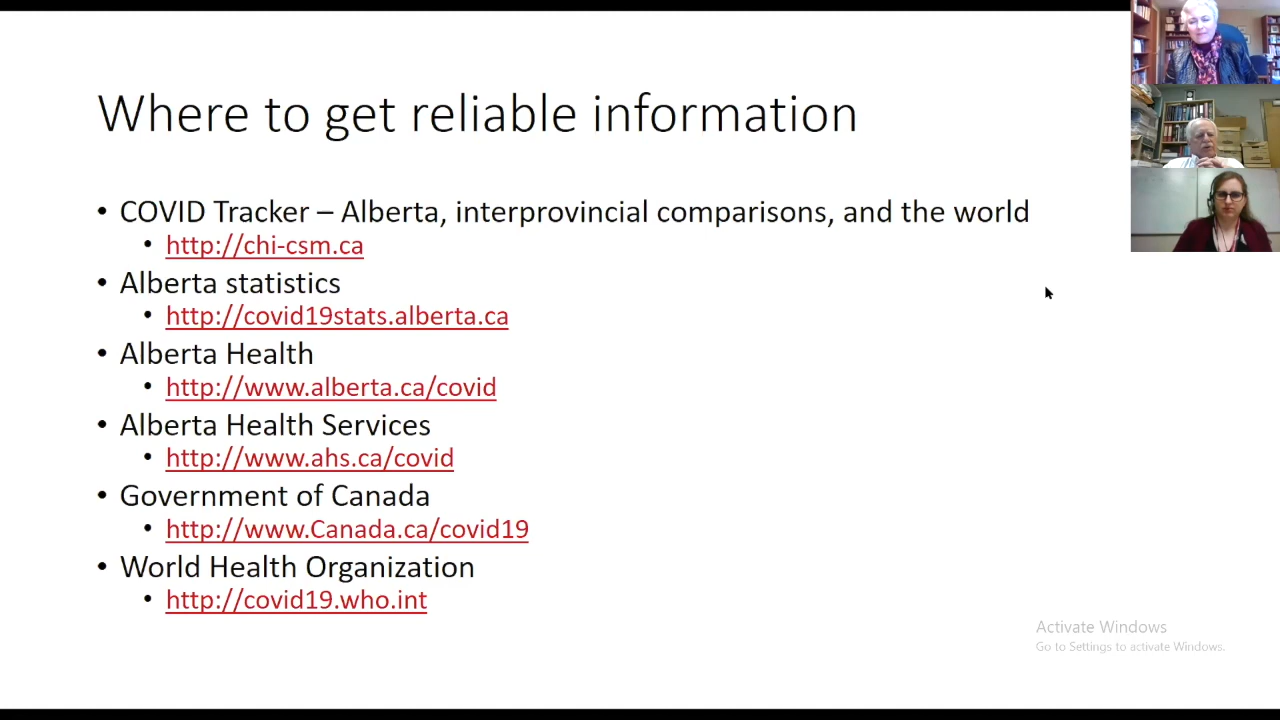 Where to get reliable information
• COVID Tracker – Alberta, interprovincial comparisons, and the world
• http://chi-csm.ca
• Alberta statistics
• http://covid19stats.alberta.ca
• Alberta Health
• http://www.alberta.ca/covid
• Alberta Health Services
• http://www.ahs.ca/covid
• Government of Canada
• http://www.Canada.ca/covid19
• World Health Organization
• http://covid19.who.int
Activate Windows
Go to Settings to activate Windows.